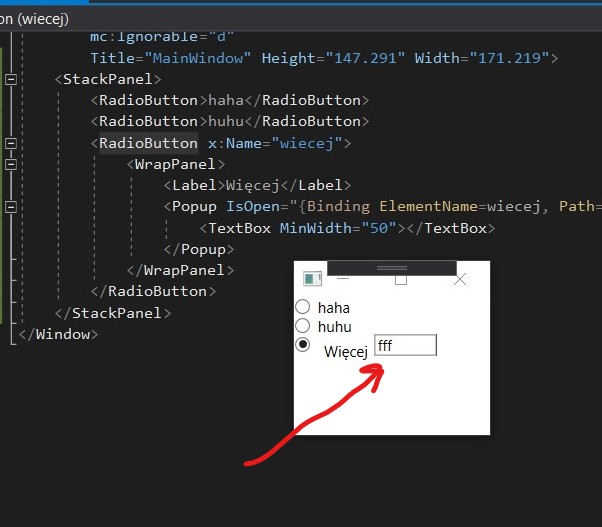 on (wiecej)
mc:Ignorable="d"
Title="MainWindow" Height="147.291" Width="171.219">
<StackPanel>
<RadioButton>haha</RadioButton>
<RadioButton>huhu</RadioButton>
<RadioButton x:Name="wiecej">
<WrapPanel>
<Label>Więcej</Label>
<Popup IsOpen="{Binding ElementName=wiecej, Path=
<TextBox MinWidth="50"></TextBox>
</Popup>
</WrapPanel>
</RadioButton>
</StackPanel>
</Window>
haha
huhu
Więcej fff